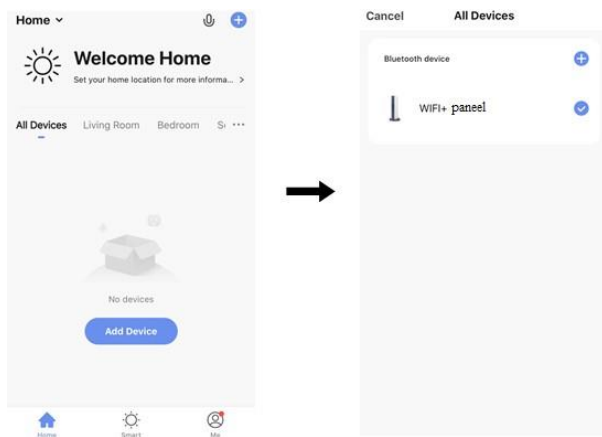 Home
Welcome Home
Set your home location for more informa... >
All Devices Living Room Bedroom S ...
No devices
Add Device
Home Smart Me
Cancel All Devices
Bluetooth device
WIFI+ paneel